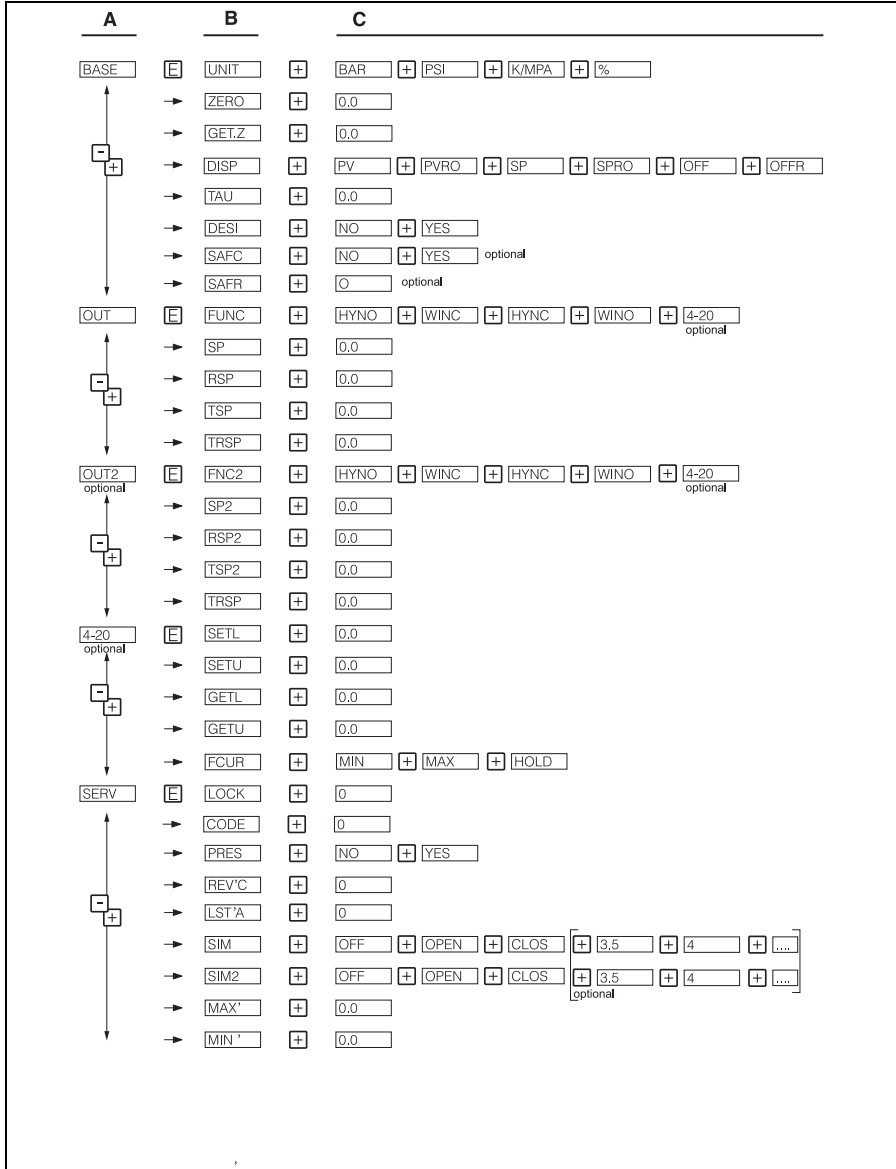 A B C
BASE E UNIT + BAR + PSI + K/MPA + %
ZERO + 0.0
GET.Z + 0.0
- + DISP + PV + PVRO + SP + SPRO + OFF + OFFR
TAU + 0.0
DESI + NO + YES
SAFC + NO + YES optional
SAFR + O optional
OUT E FUNC + HYNO + WINC + HYNC + WINO + 4-20
optional
SP + 0.0
- + RSP + 0.0
TSP + 0.0
TRSP + 0.0
OUT2 E FNC2 + HYNO + WINC + HYNC + WINO + 4-20
optional optional
SP2 + 0.0
- + RSP2 + 0.0
TSP2 + 0.0
TRSP + 0.0
4-20 E SETL + 0.0
optional
SETU + 0.0
- + GETL + 0.0
GETU + 0.0
FCUR + MIN + MAX + HOLD
SERV E LOCK + 0
CODE + 0
PRES + NO + YES
REV'C + 0
- + LST'A + 0
SIM + OFF + OPEN + CLOS + 3.5 + 4 + ....
SIM2 + OFF + OPEN + CLOS + 3.5 + 4 + ....
optional
MAX' + 0.0
MIN ' + 0.0
,